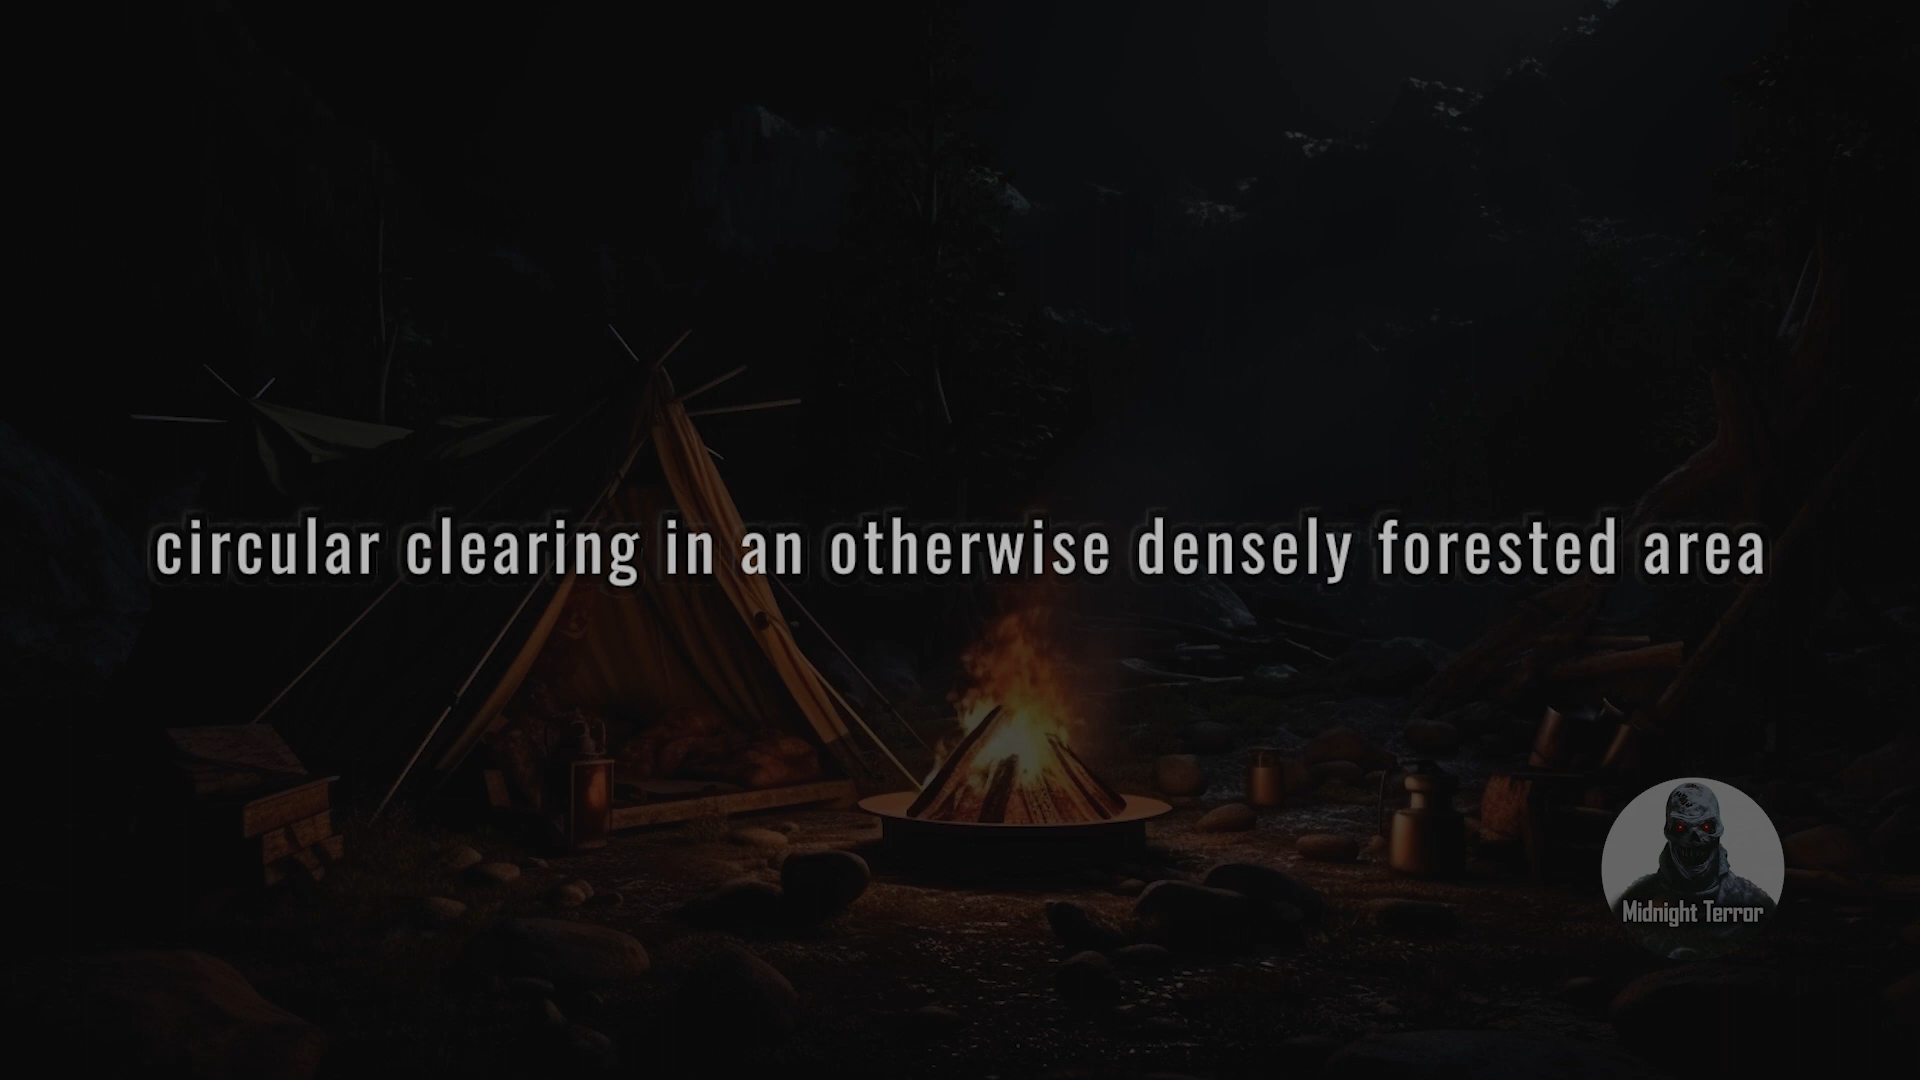 circular clearing in an otherwise densely forested area
Midnight Terror